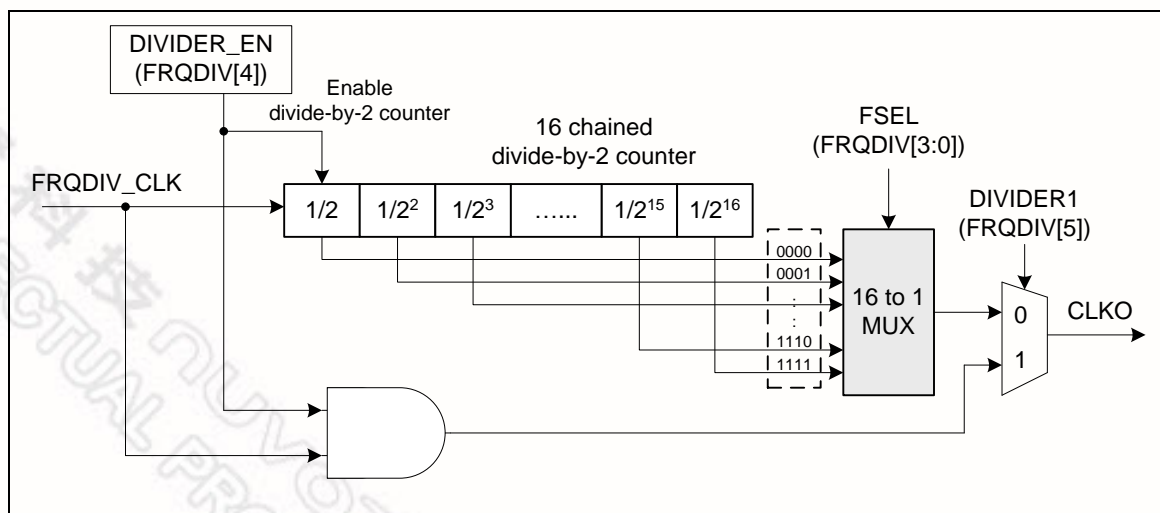 DIVIDER_EN
(FRQDIV[4])
Enable
divide-by-2 counter
16 chained
divide-by-2 counter
FSEL
(FRQDIV[3:0])
FRQDIV_CLK
1/2
1/2²
1/2³
…...
1/2¹⁵
1/2¹⁶
DIVIDER1
(FRQDIV[5])
0000
0001
:
:
1110
1111
16 to 1
MUX
0
1
CLKO
科技